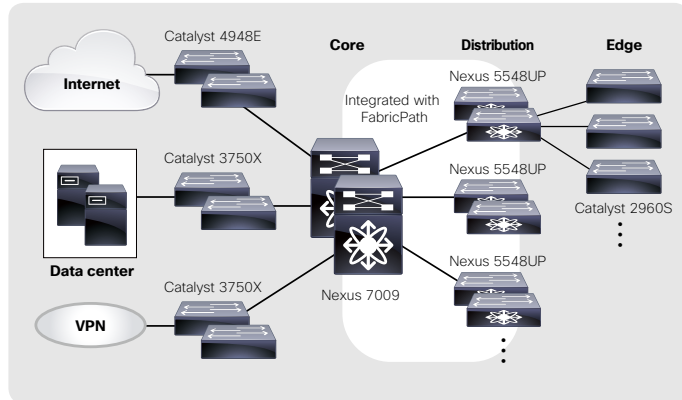 Catalyst 4948E
Core
Distribution
Edge
Internet
Nexus 5548UP
Integrated with
FabricPath
Catalyst 3750X
Nexus 5548UP
Catalyst 2960S
Data center
Nexus 5548UP
Catalyst 3750X
Nexus 7009
VPN